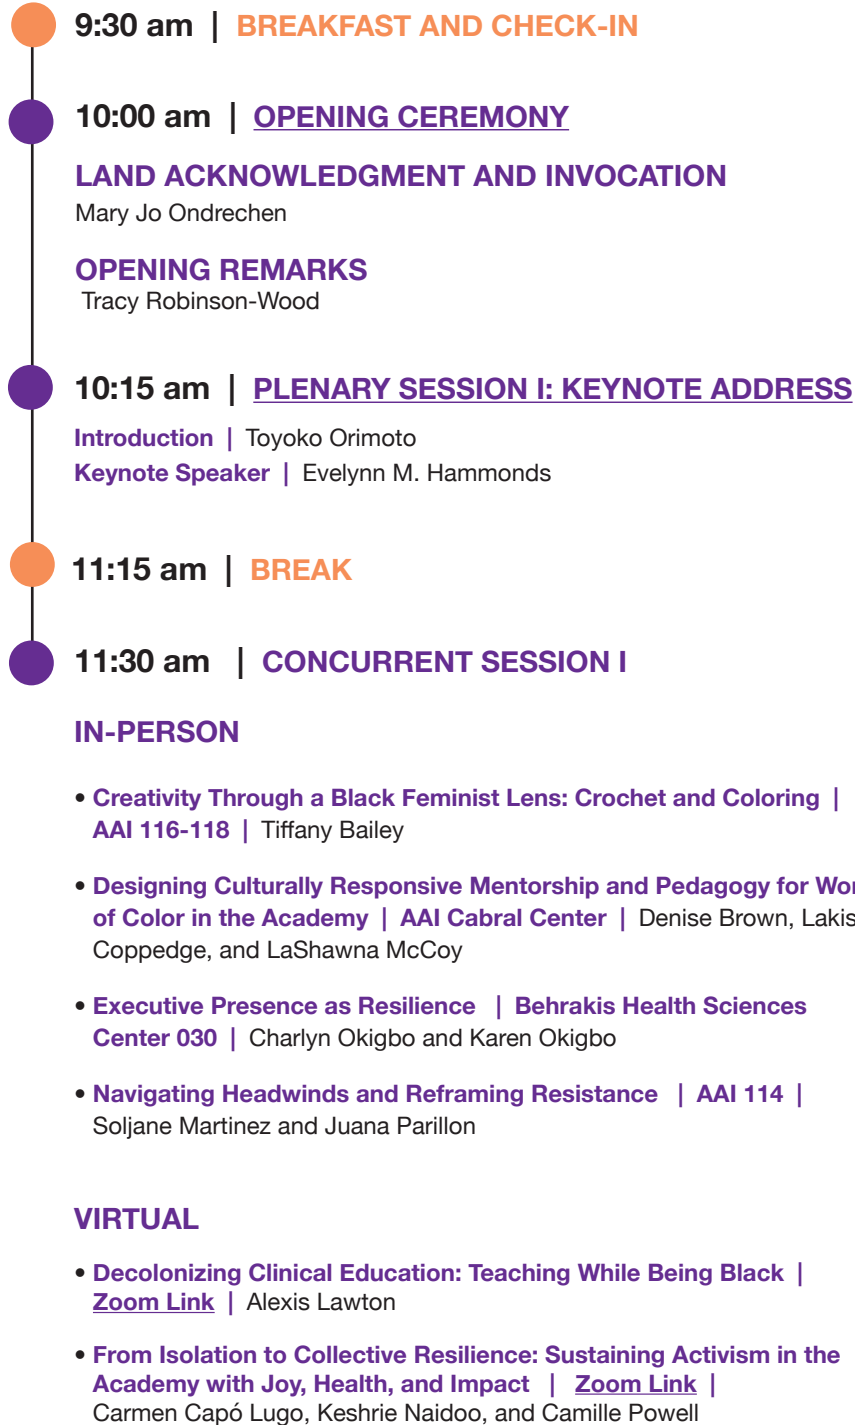 9:30 am | BREAKFAST AND CHECK-IN
10:00 am | OPENING CEREMONY
LAND ACKNOWLEDGMENT AND INVOCATION
Mary Jo Ondrechen
OPENING REMARKS
Tracy Robinson-Wood
10:15 am | PLENARY SESSION I: KEYNOTE ADDRESS
Introduction | Toyoko Orimoto
Keynote Speaker | Evelynn M. Hammonds
11:15 am | BREAK
11:30 am | CONCURRENT SESSION I
IN-PERSON
• Creativity Through a Black Feminist Lens: Crochet and Coloring |
AAI 116-118 | Tiffany Bailey
• Designing Culturally Responsive Mentorship and Pedagogy for
of Color in the Academy | AAI Cabral Center | Denise Brown,
Coppedge, and LaShawna McCoy
• Executive Presence as Resilience | Behrakis Health Sciences
Center 030 | Charlyn Okigbo and Karen Okigbo
• Navigating Headwinds and Reframing Resistance | AAI 114 |
Soljane Martinez and Juana Parillon
VIRTUAL
• Decolonizing Clinical Education: Teaching While Being Black |
Zoom Link | Alexis Lawton
• From Isolation to Collective Resilience: Sustaining Activism in the
Academy with Joy, Health, and Impact | Zoom Link |
Carmen Capó Lugo, Keshrie Naidoo, and Camille Powell